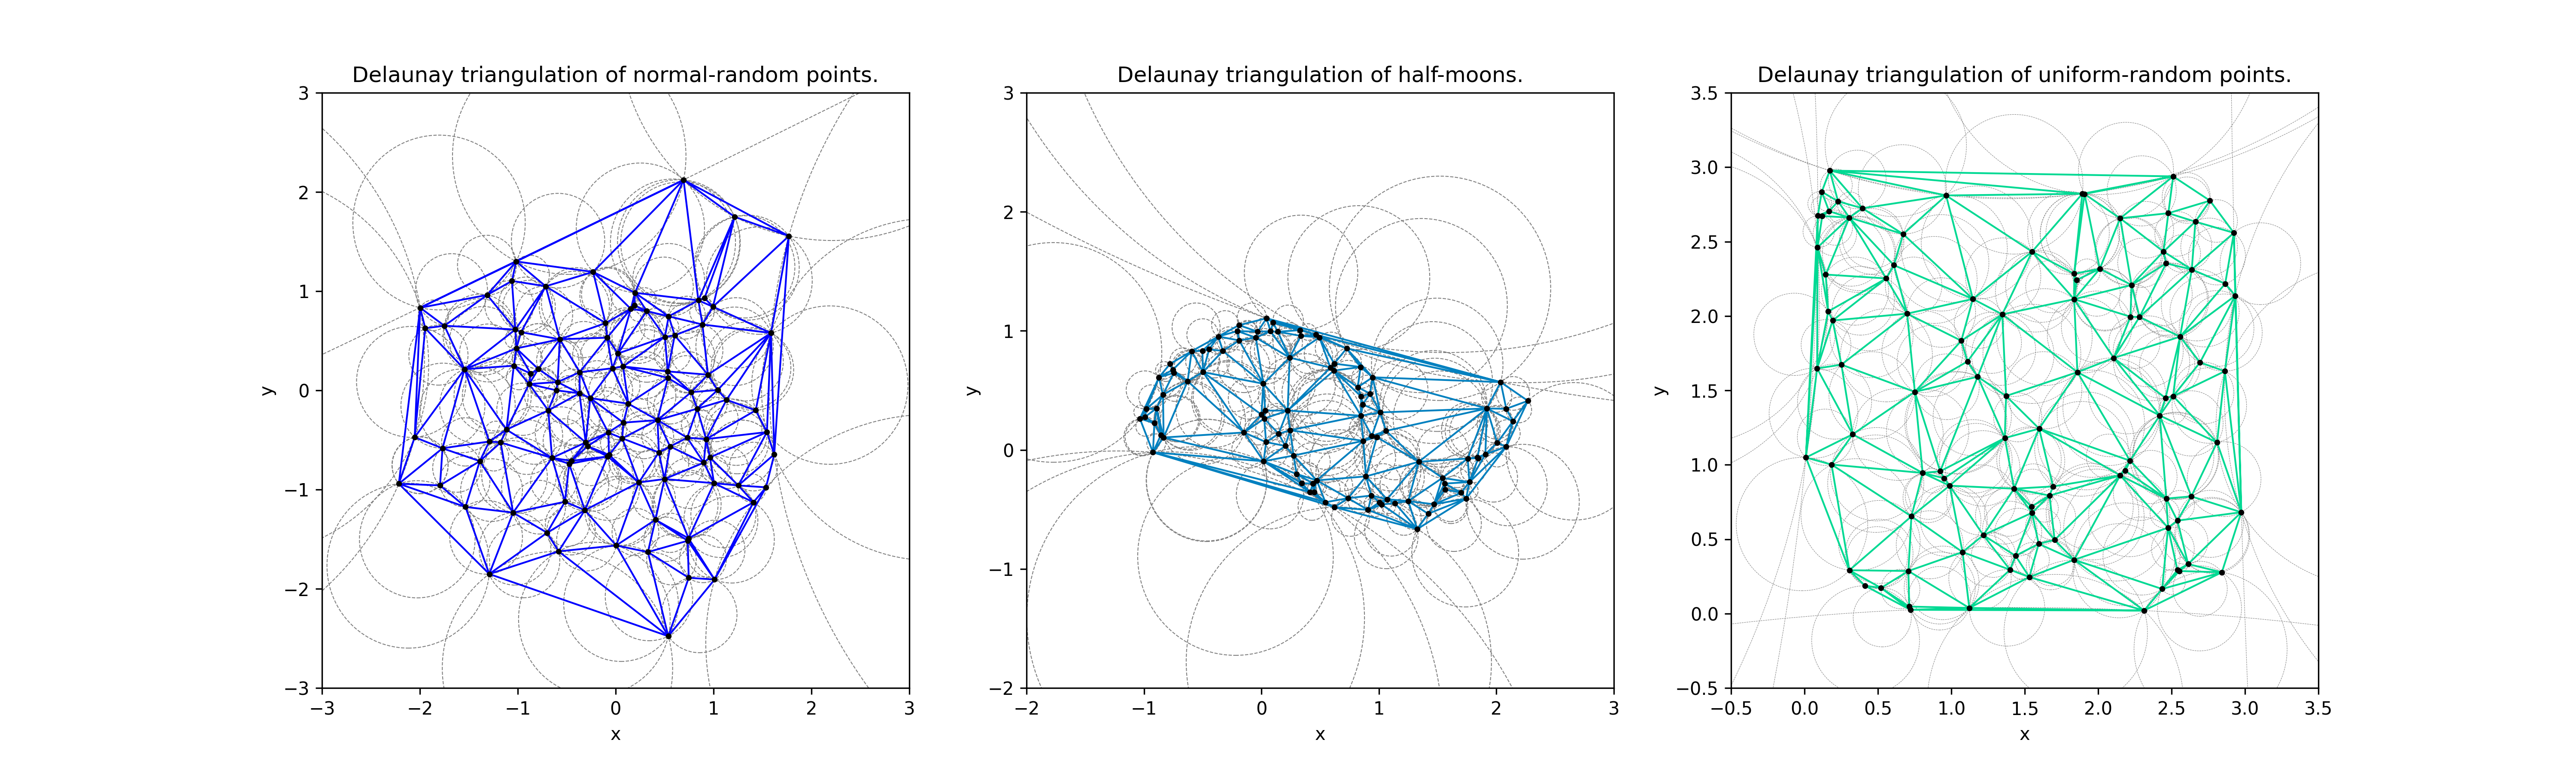 Delaunay triangulation of normal-random points.
3
2
1
0
−1
−2
−3
y
−3 −2 −1 0 1 2 3
x
Delaunay triangulation of half-moons.
3
2
1
0
−1
−2
y
−2 −1 0 1 2 3
x
Delaunay triangulation of uniform-random points.
3.5
3.0
2.5
2.0
1.5
1.0
0.5
0.0
−0.5
y
−0.5 0.0 0.5 1.0 1.5 2.0 2.5 3.0 3.5
x